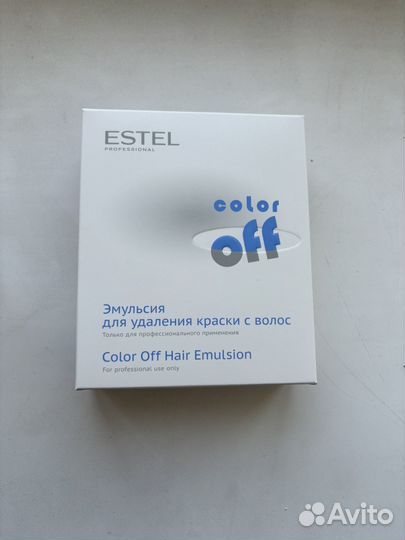 ESTEL
PROFESSIONAL
color
off
Эмульсия
для удаления краски с волос
Только для профессионального применения
Color Off Hair Emulsion
For professional use only
Avito